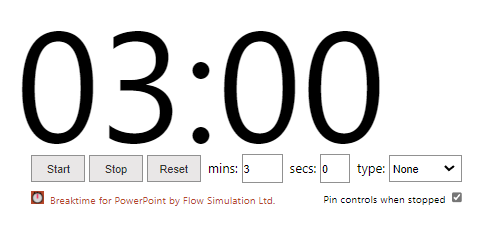 03:00
Start Stop Reset mins: 3 secs: 0 type: None
Breaktime for PowerPoint by Flow Simulation Ltd. Pin controls when stopped